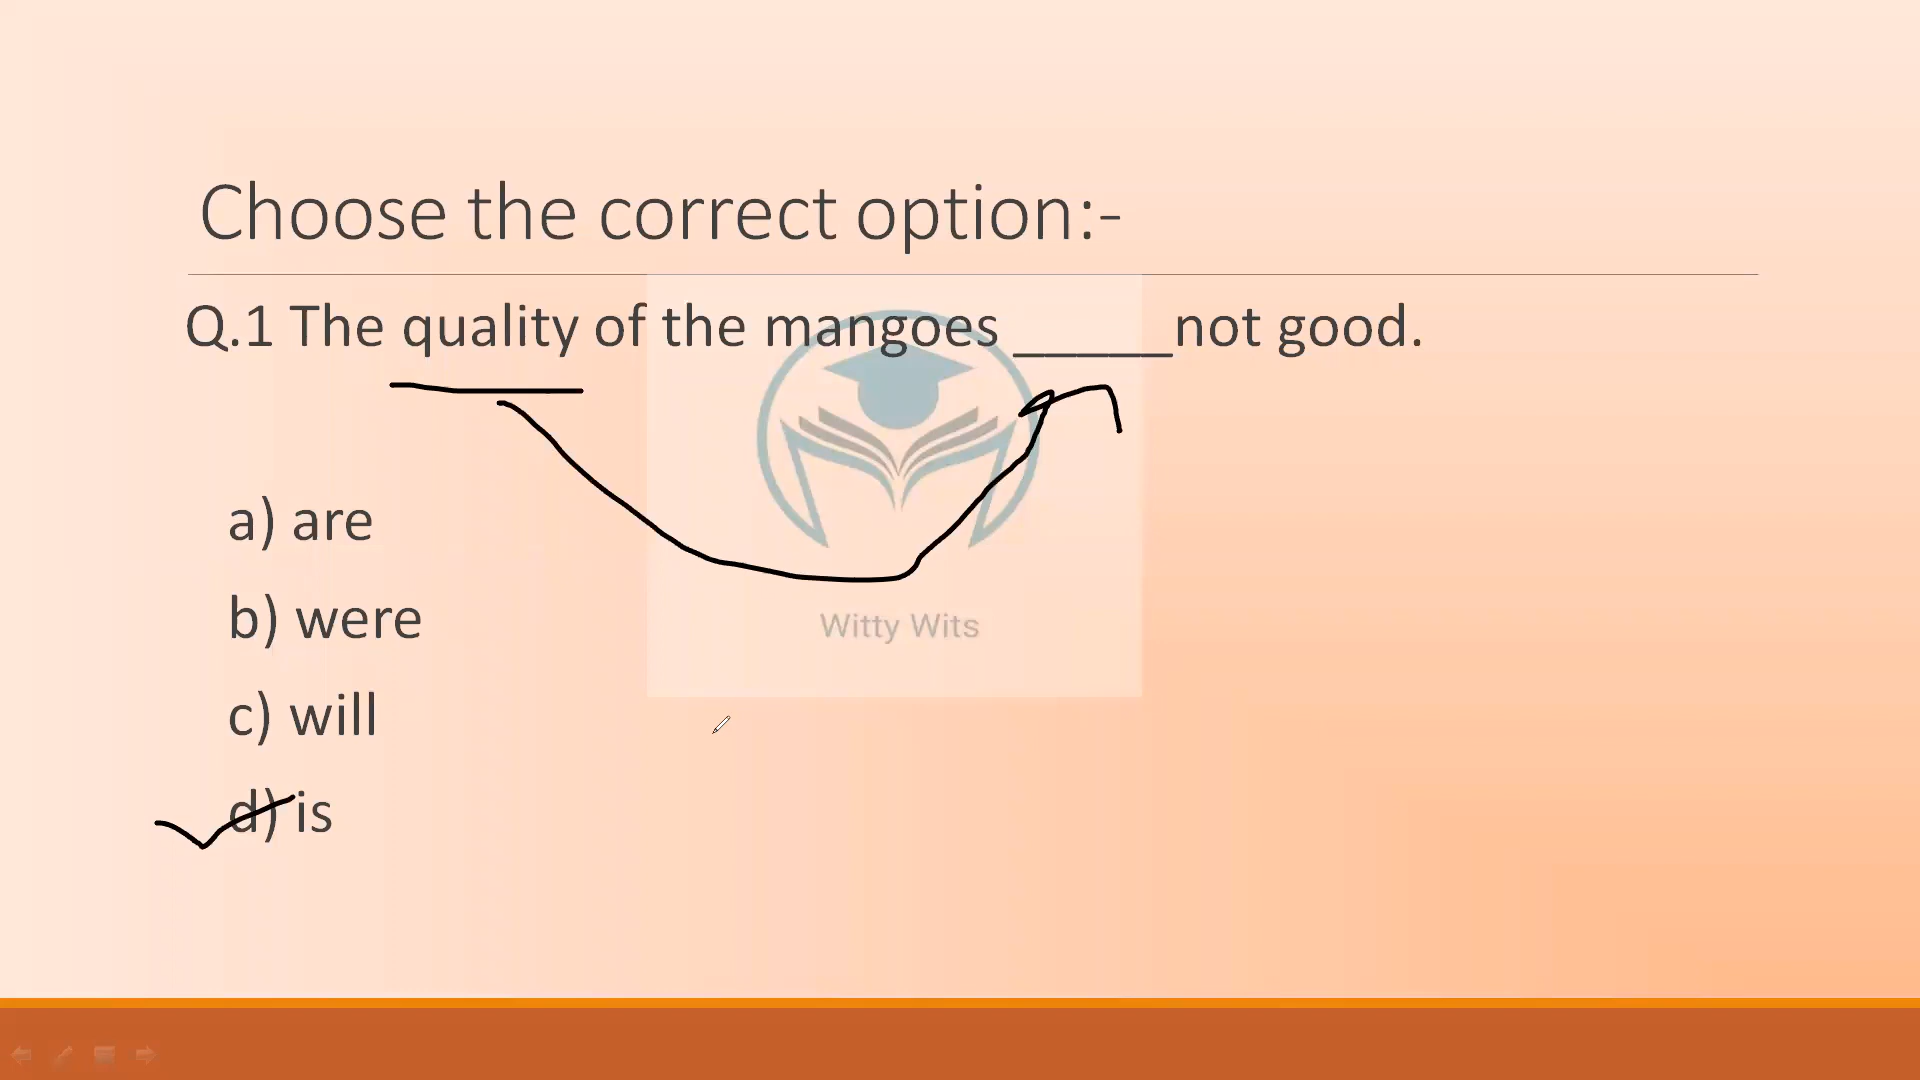 Choose the correct option:-
Q.1 The quality of the mangoes _____not good.
a) are
b) were
Witty Wits
c) will
d) is